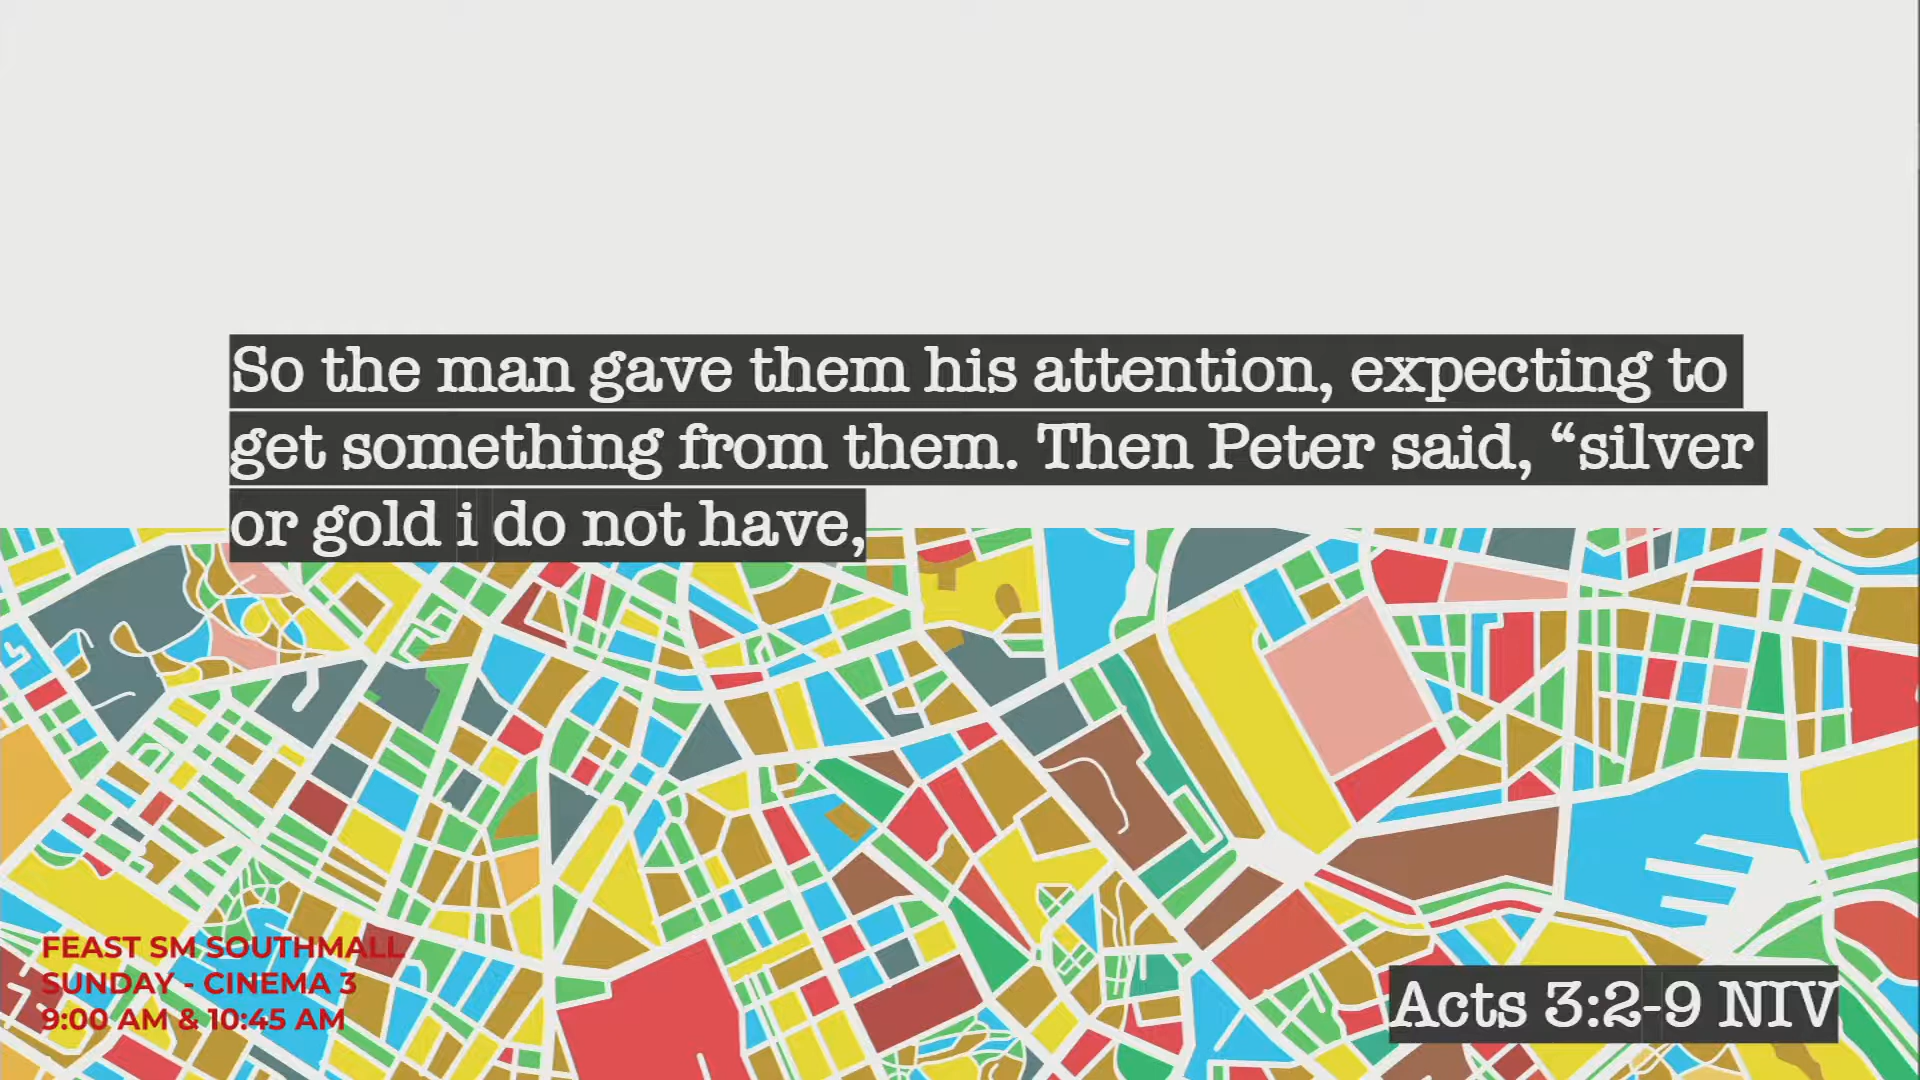 So the man gave them his attention, expecting to
get something from them. Then Peter said, “silver
or gold i do not have,
FEAST SM SOUTHMALL
SUNDAY - CINEMA 3
9:00 AM & 10:45 AM
Acts 3:2-9 NIV